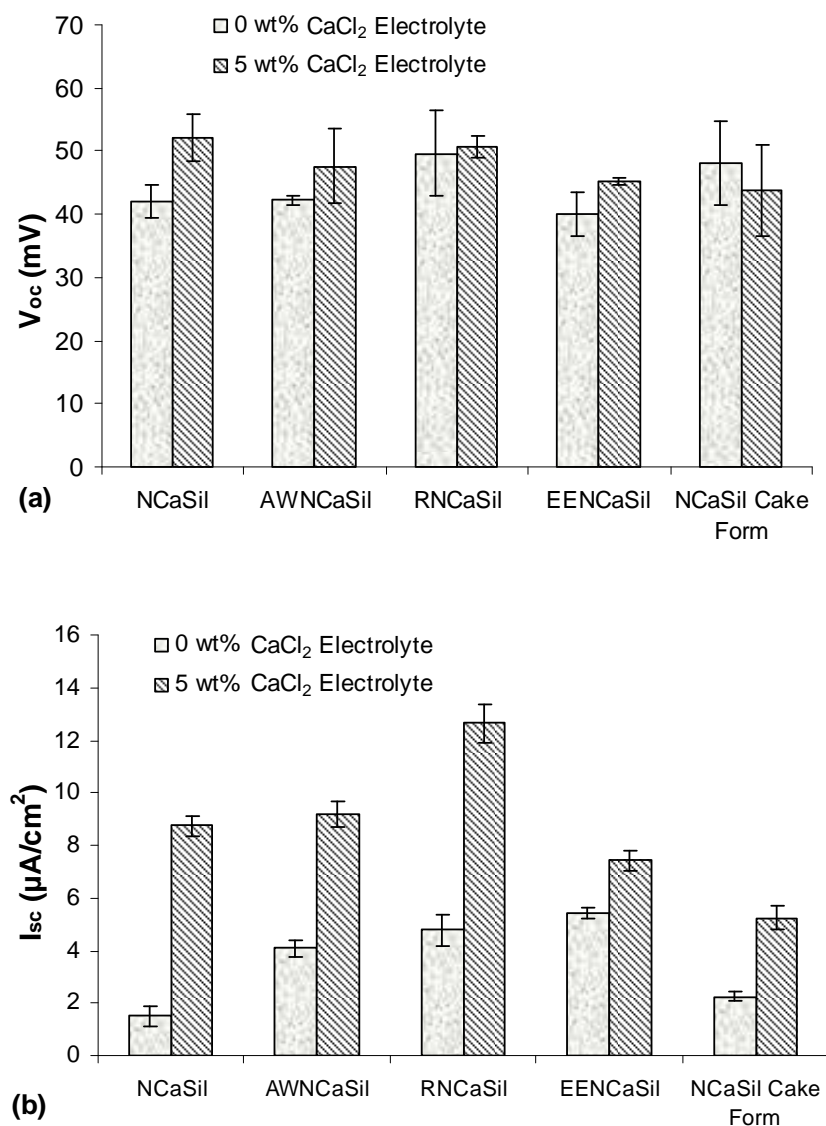 70
0 wt% CaCl₂ Electrolyte
5 wt% CaCl₂ Electrolyte
60
50
40
30
20
10
0
Voc (mV)
(a)
NCaSil AWNCaSil RNCaSil EENCaSil NCaSil Cake
Form
16
0 wt% CaCl₂ Electrolyte
5 wt% CaCl₂ Electrolyte
14
12
10
8
6
4
2
0
Isc (µA/cm²)
(b)
NCaSil AWNCaSil RNCaSil EENCaSil NCaSil Cake
Form